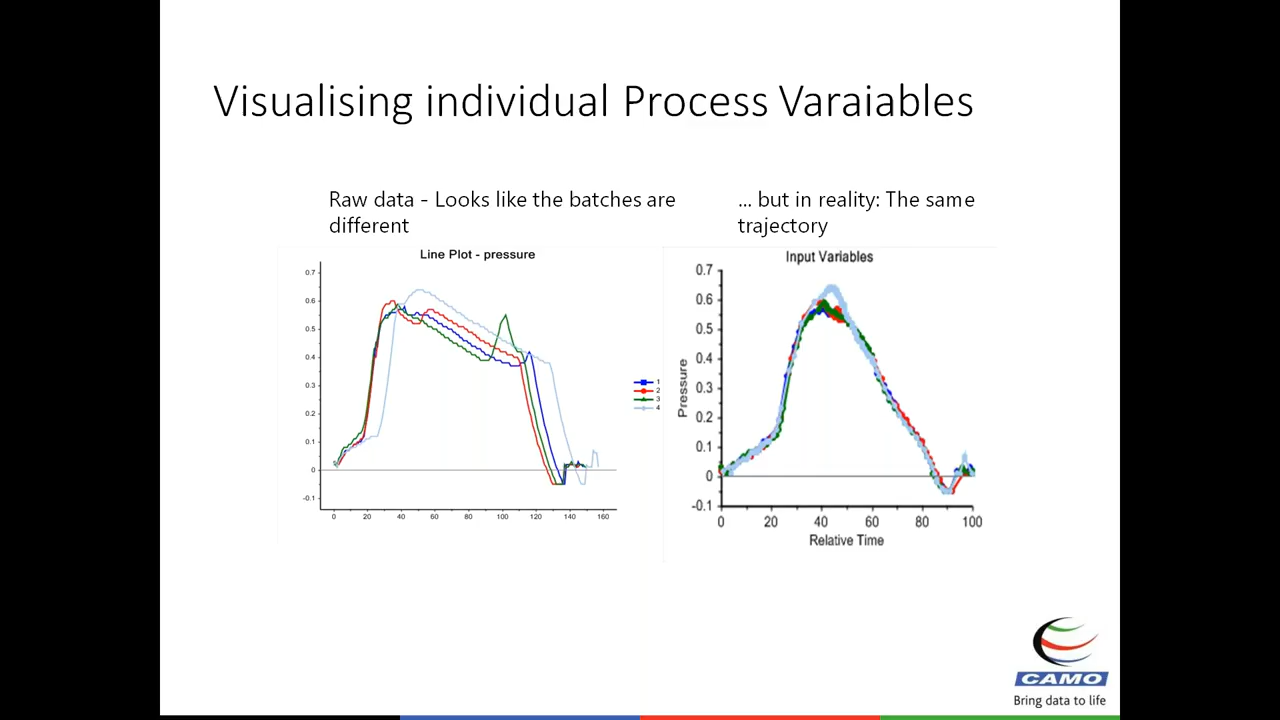 Visualising individual Process Varaiables
Raw data - Looks like the batches are
different
... but in reality: The same
trajectory
Line Plot - pressure
0.7
0.6
0.5
0.4
0.3
0.2
0.1
0
-0.1
0 20 40 60 80 100 120 140 160
1
2
3
4
Input Variables
Pressure
0.7
0.6
0.5
0.4
0.3
0.2
0.1
0
-0.1
0 20 40 60 80 100
Relative Time
CAMO
Bring data to life